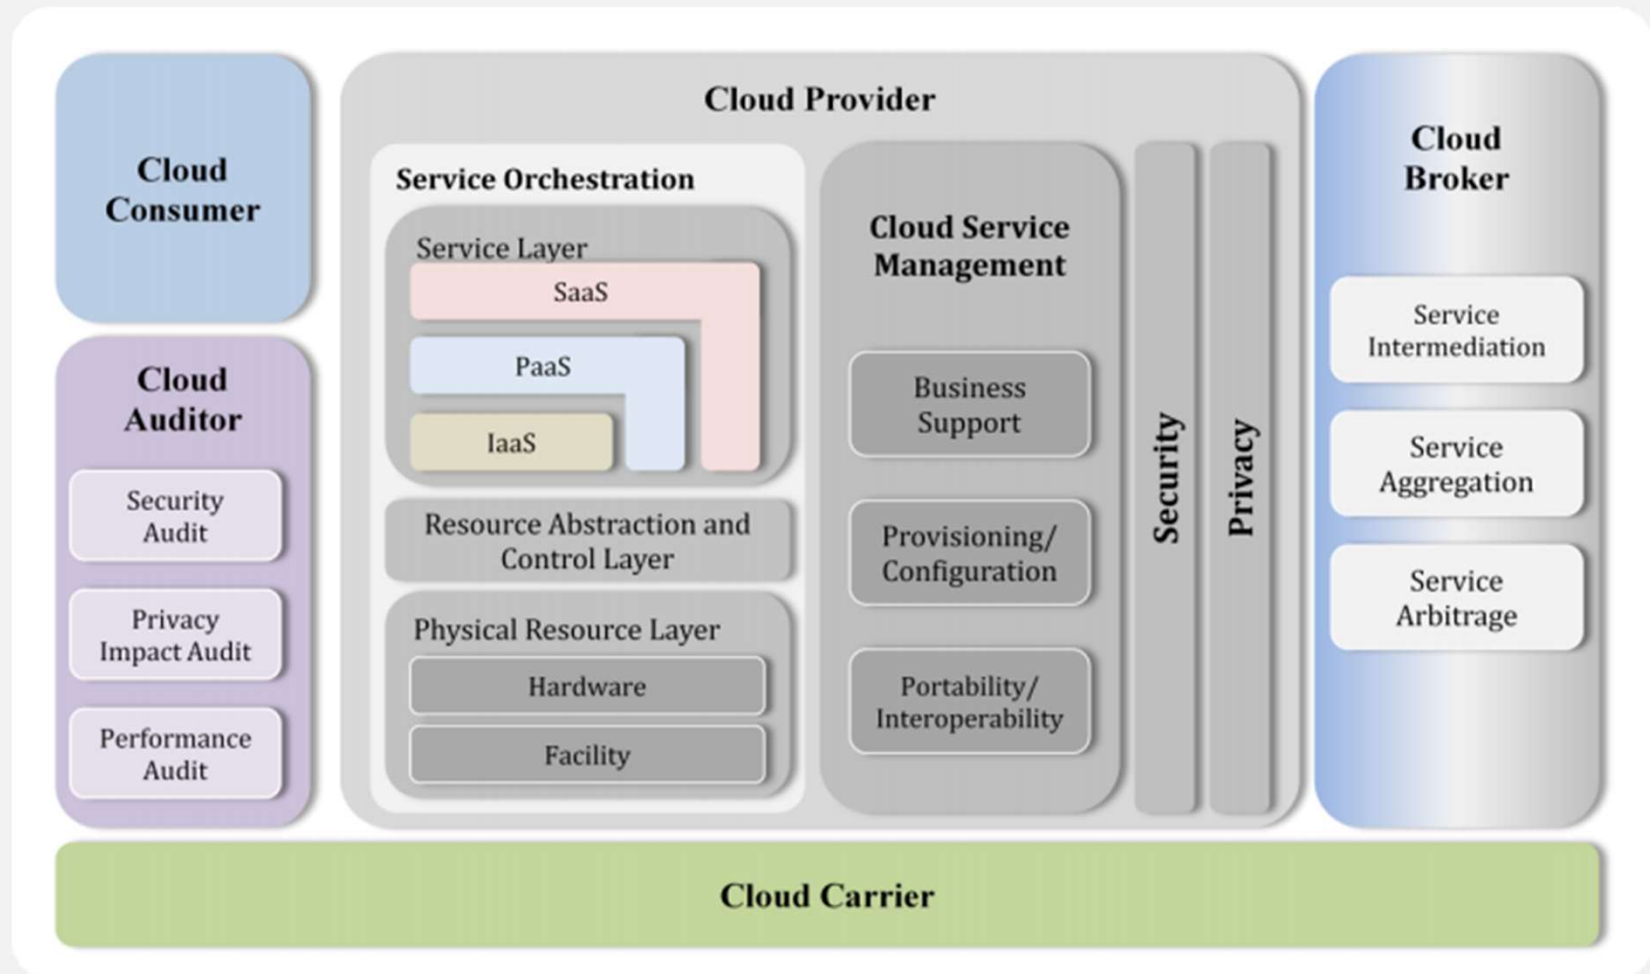 Cloud
Consumer
Cloud
Auditor
Security
Audit
Privacy
Impact Audit
Performance
Audit
Cloud Provider
Service Orchestration
Service Layer
SaaS
PaaS
IaaS
Resource Abstraction and
Control Layer
Physical Resource Layer
Hardware
Facility
Cloud Service
Management
Business
Support
Provisioning/
Configuration
Portability/
Interoperability
Security
Privacy
Cloud
Broker
Service
Intermediation
Service
Aggregation
Service
Arbitrage
Cloud Carrier